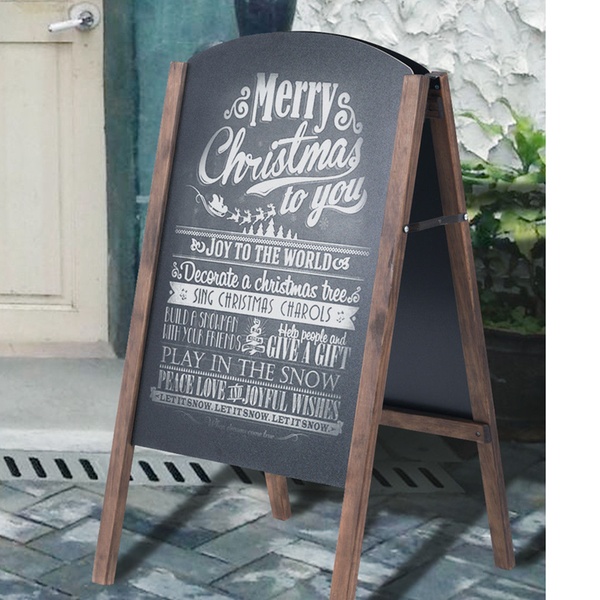 Merry
Christmas
to you
JOY TO THE WORLD
Decorate a christmas tree
SING CHRISTMAS CHAROLS
BUILD A SNOWMAN
WITH YOUR FRIENDS
Help people and
GIVE A GIFT
PLAY IN THE SNOW
PEACE LOVE JOYFUL WISHES
LET IT SNOW. LET IT SNOW. LET IT SNOW.